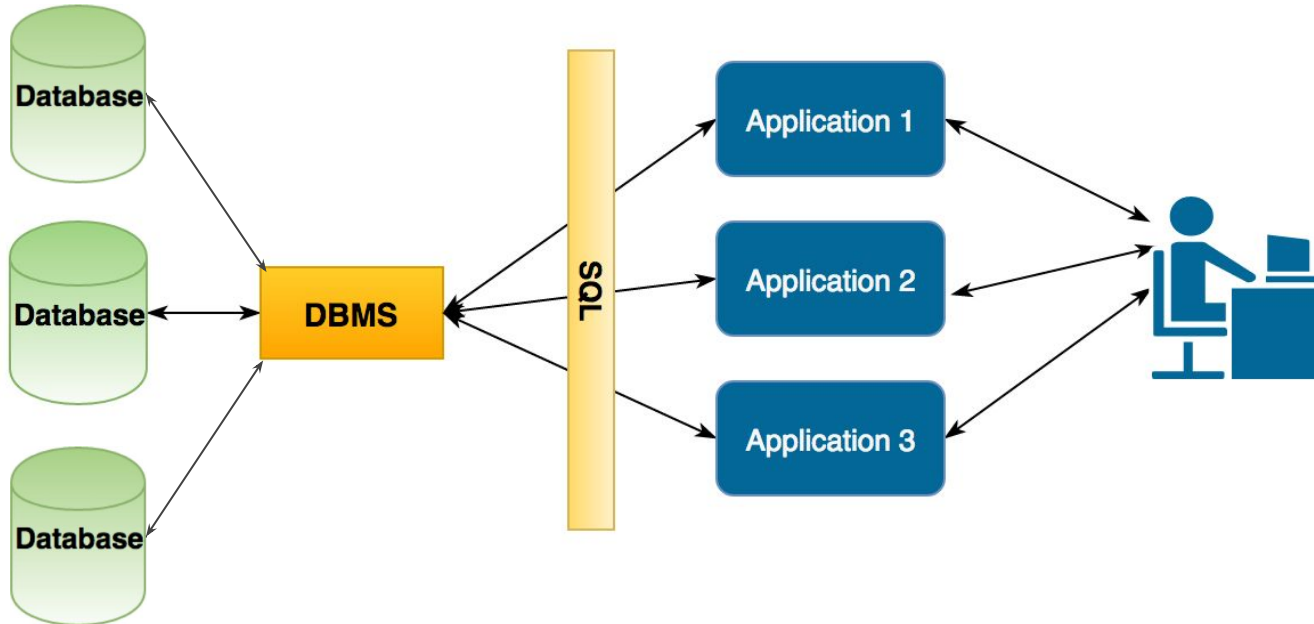 Database
Database
Database
DBMS
SQL
Application 1
Application 2
Application 3